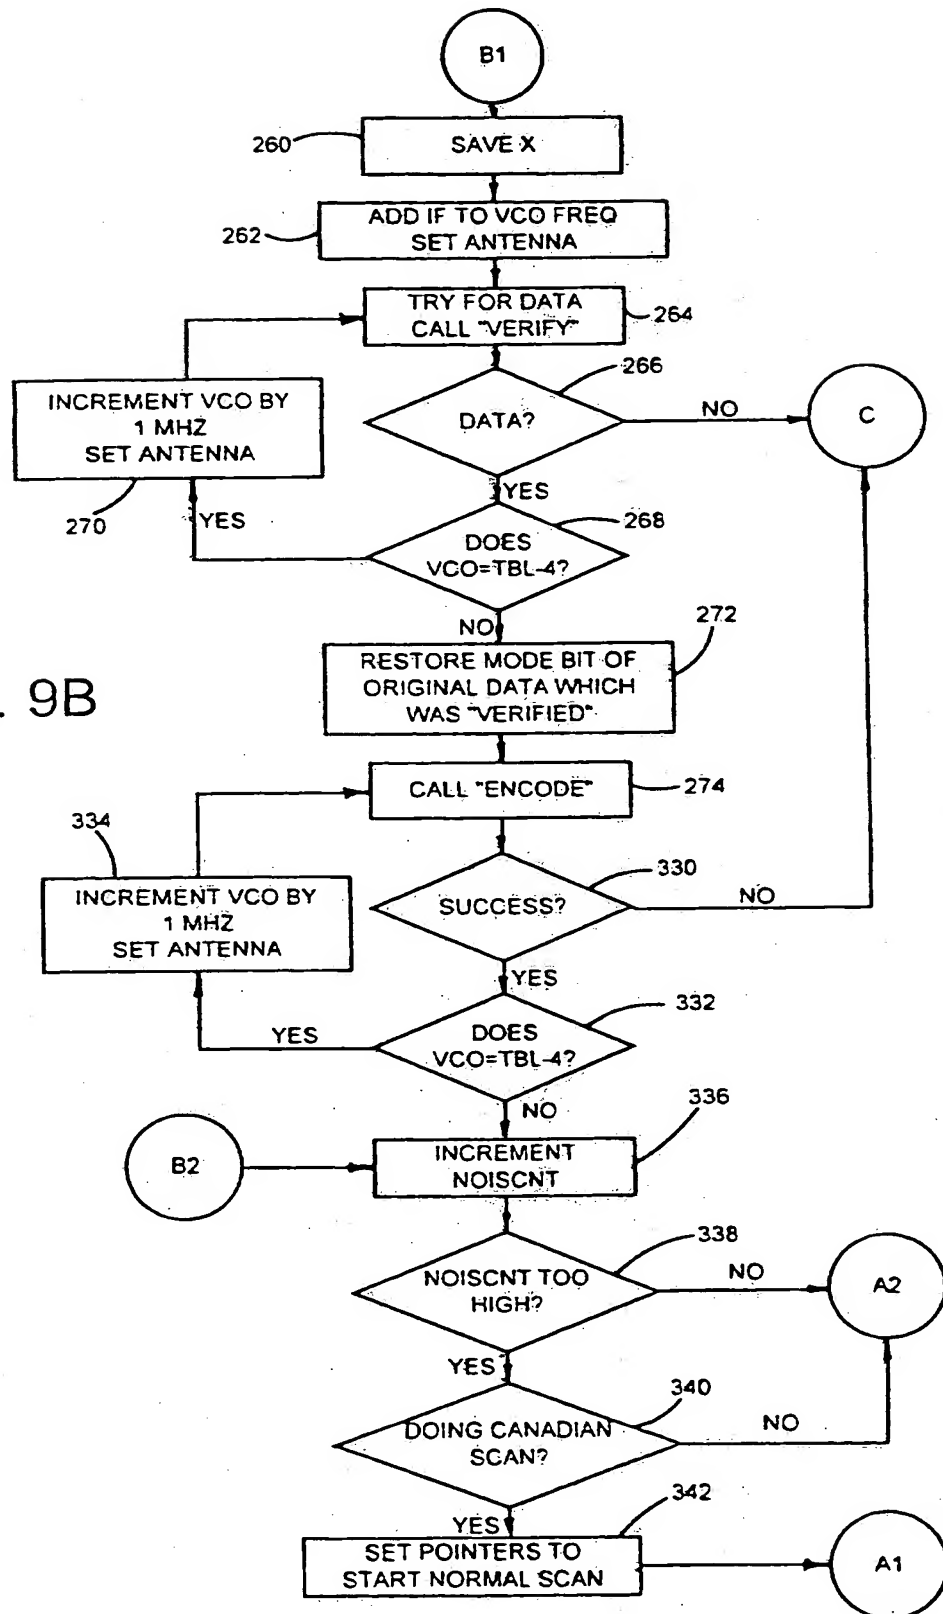 B1
260
SAVE X
262
ADD IF TO VCO FREQ
SET ANTENNA
TRY FOR DATA
CALL "VERIFY"
264
INCREMENT VCO BY
1 MHZ
SET ANTENNA
270
YES
266
DATA?
NO
C
YES
268
DOES
VCO=TBL-4?
NO
272
RESTORE MODE BIT OF
ORIGINAL DATA WHICH
WAS "VERIFIED"
. 9B
CALL "ENCODE"
274
334
INCREMENT VCO BY
1 MHZ
SET ANTENNA
330
SUCCESS?
NO
YES
332
YES
DOES
VCO=TBL-4?
NO
336
B2
INCREMENT
NOISCNT
338
NOISCNT TOO
HIGH?
NO
A2
YES
340
DOING CANADIAN
SCAN?
NO
YES
342
SET POINTERS TO
START NORMAL SCAN
A1